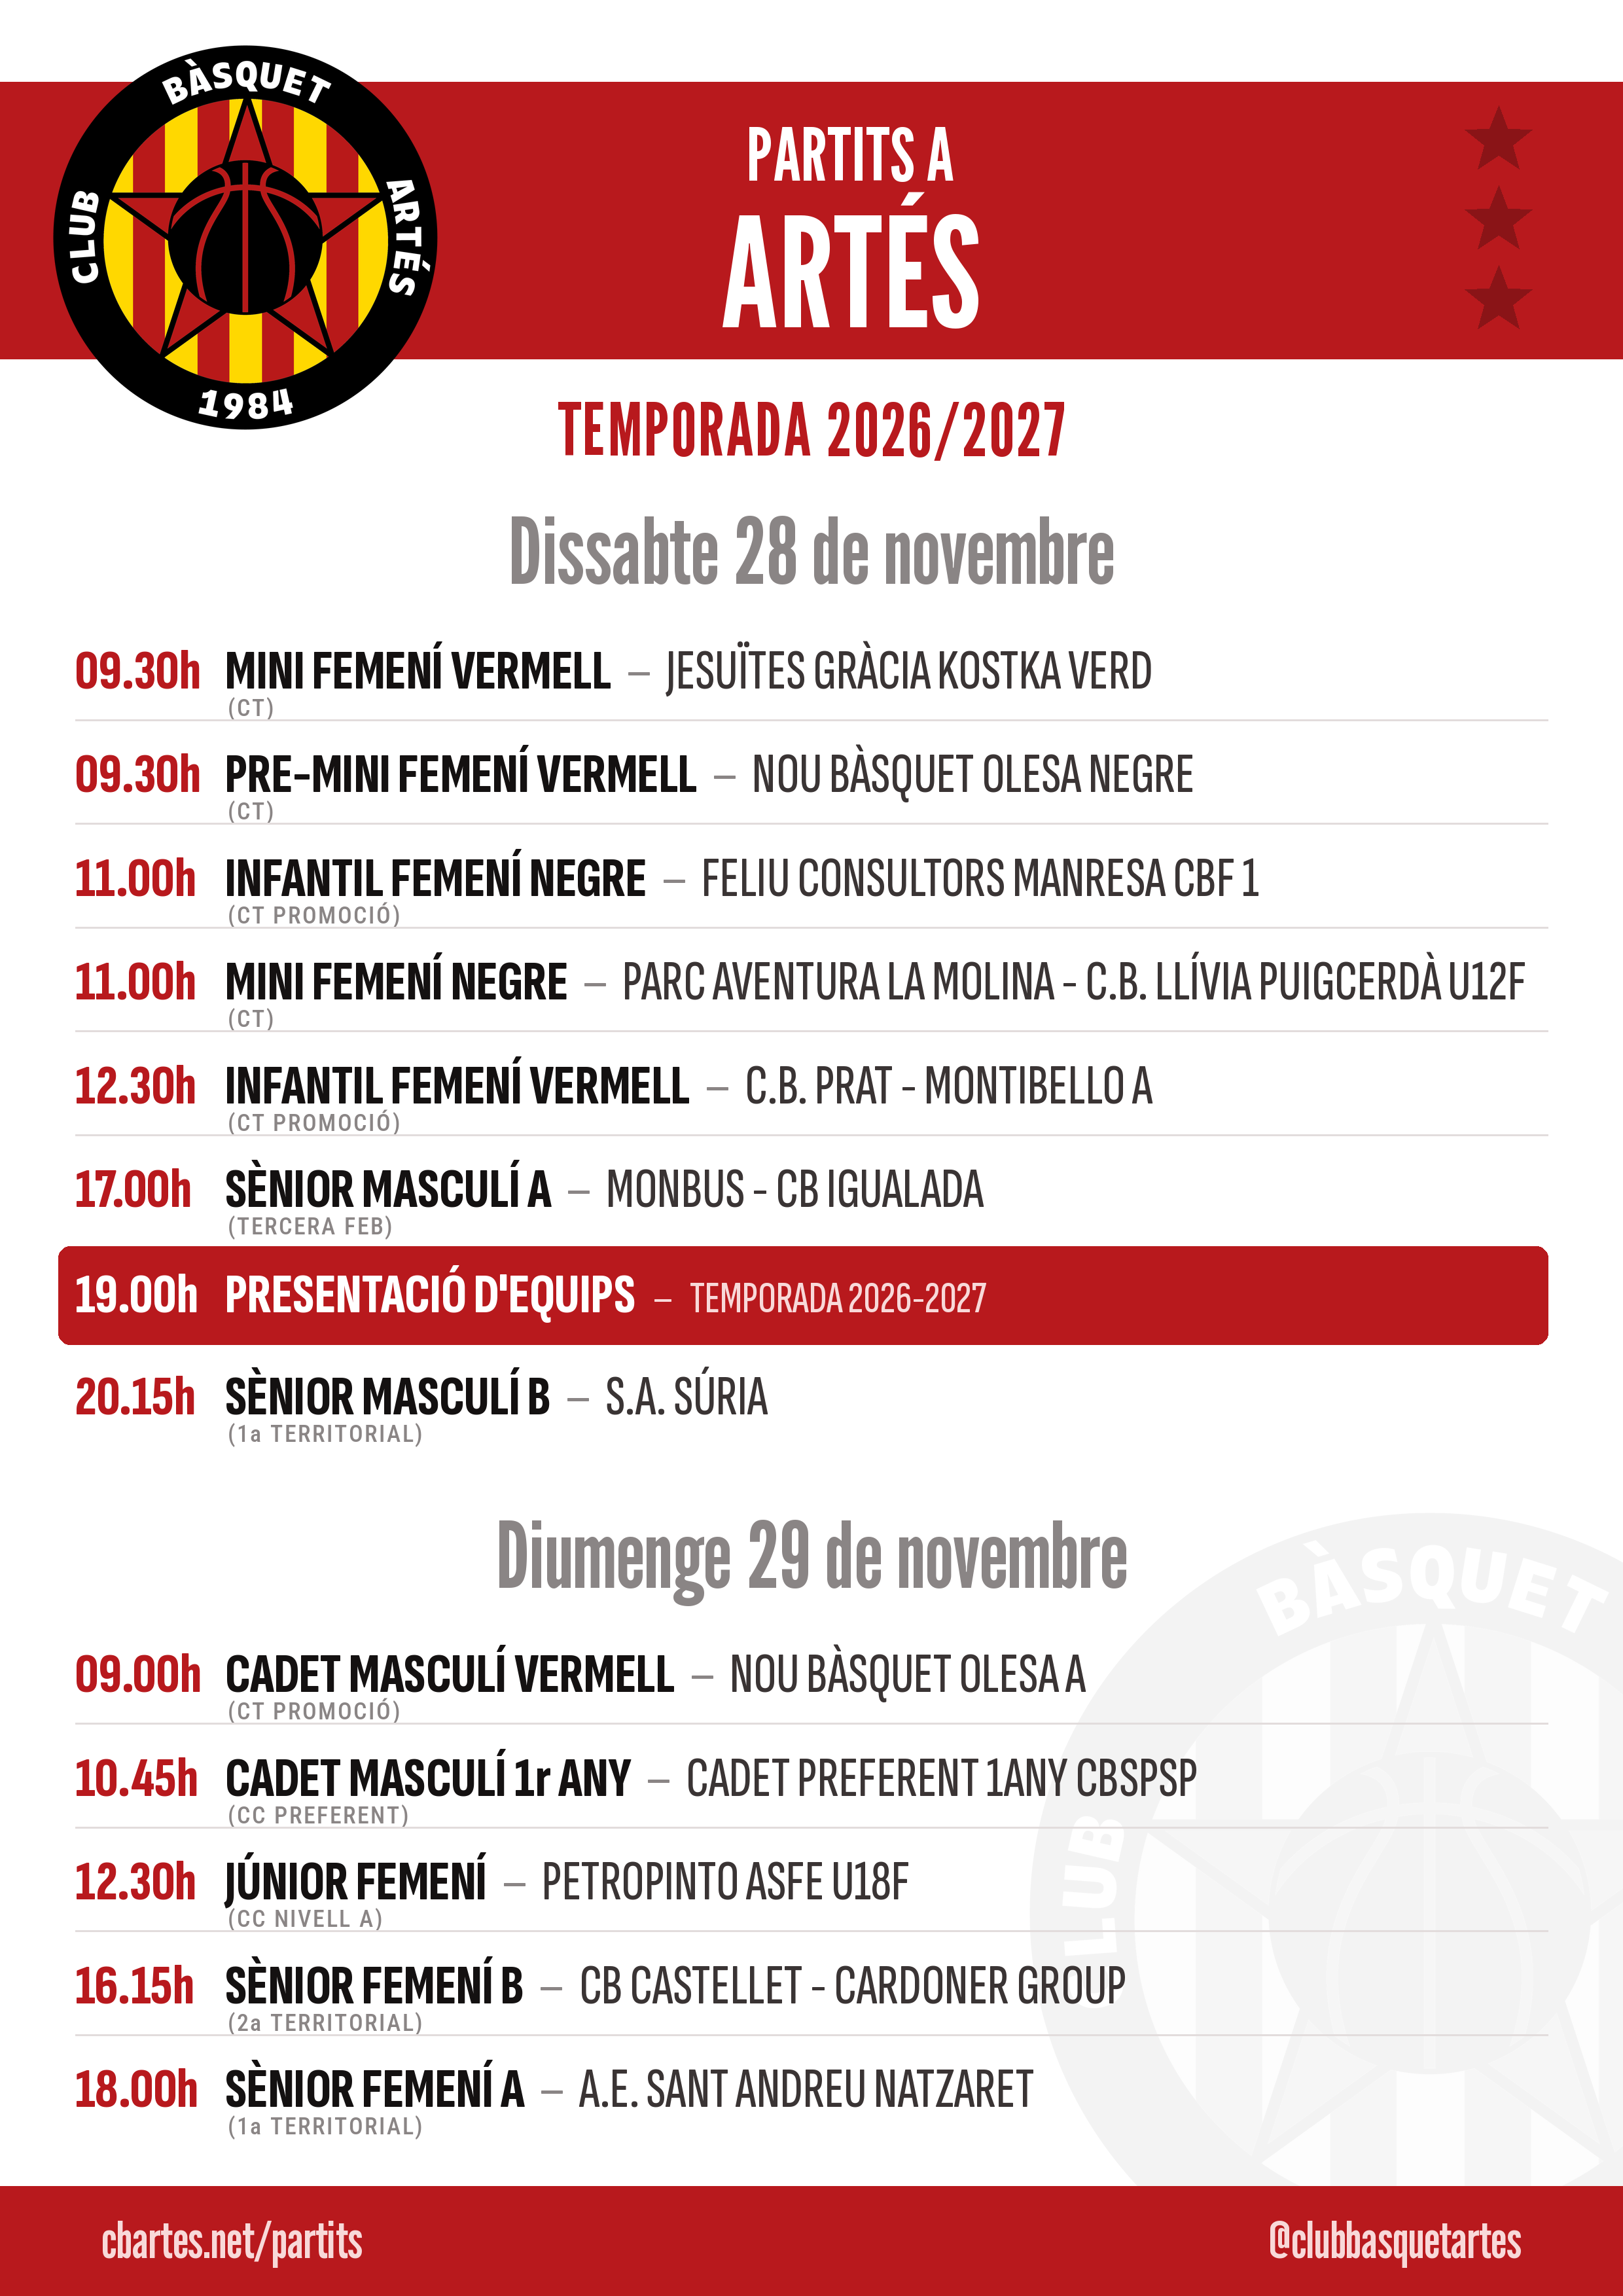 BÀSQUET
CLUB
ARTÉS
1984
PARTITS A
ARTÉS
TEMPORADA 2026/2027
Dissabte 28 de novembre
09.30h MINI FEMENÍ VERMELL – JESUÏTES GRÀCIA KOSTKA VERD
(CT)
09.30h PRE-MINI FEMENÍ VERMELL – NOU BÀSQUET OLESA NEGRE
(CT)
11.00h INFANTIL FEMENÍ NEGRE – FELIU CONSULTORS MANRESA CBF 1
(CT PROMOCIÓ)
11.00h MINI FEMENÍ NEGRE – PARC AVENTURA LA MOLINA - C.B. LLÍVIA PUIGCERDÀ U12F
(CT)
12.30h INFANTIL FEMENÍ VERMELL – C.B. PRAT - MONTIBELLO A
(CT PROMOCIÓ)
17.00h SÈNIOR MASCULÍ A – MONBUS - CB IGUALADA
(TERCERA FEB)
19.00h PRESENTACIÓ D'EQUIPS – TEMPORADA 2026-2027
20.15h SÈNIOR MASCULÍ B – S.A. SÚRIA
(1a TERRITORIAL)
Diumenge 29 de novembre
BÀSQUET
09.00h CADET MASCULÍ VERMELL – NOU BÀSQUET OLESA A
(CT PROMOCIÓ)
10.45h CADET MASCULÍ 1r ANY – CADET PREFERENT 1ANY CBSPSP
(CC PREFERENT)
12.30h JÚNIOR FEMENÍ – PETROPINTO ASFE U18F
(CC NIVELL A)
CLUB
16.15h SÈNIOR FEMENÍ B – CB CASTELLET - CARDONER GROUP
(2a TERRITORIAL)
18.00h SÈNIOR FEMENÍ A – A.E. SANT ANDREU NATZARET
(1a TERRITORIAL)
cbartes.net/partits
@clubbasquetartes